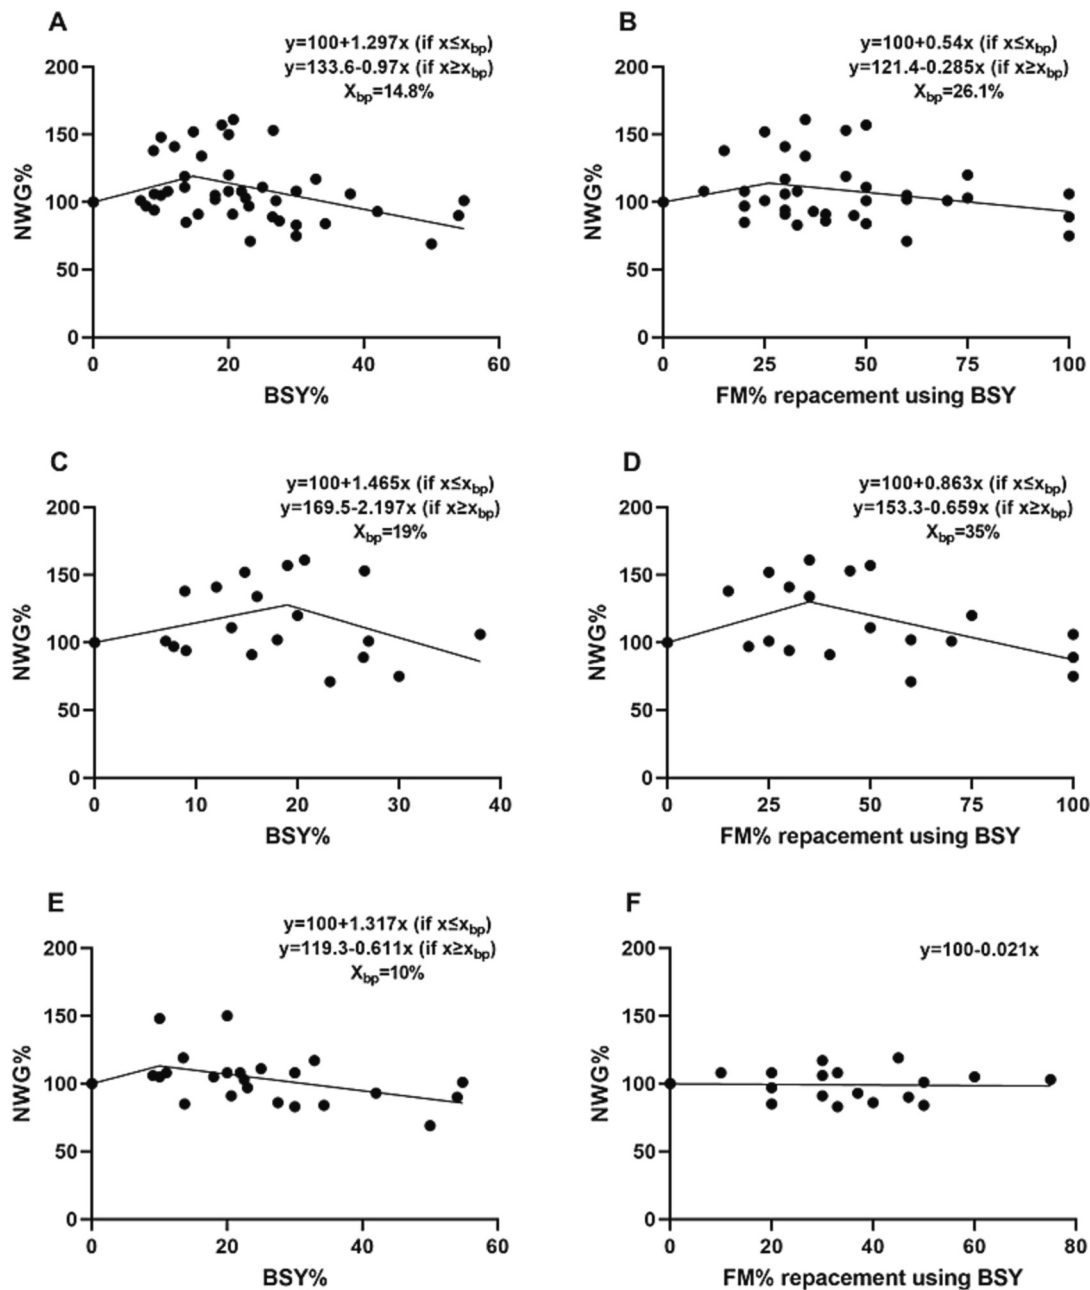 A
y=100+1.297x (if x≤xbp)
y=133.6-0.97x (if x≥xbp)
Xbp=14.8%
200
150
100
50
0
NWG%
0 20 40 60
BSY%
B
y=100+0.54x (if x≤xbp)
y=121.4-0.285x (if x≥xbp)
Xbp=26.1%
200
150
100
50
0
NWG%
0 25 50 75 100
FM% repacement using BSY
C
y=100+1.465x (if x≤xbp)
y=169.5-2.197x (if x≥xbp)
Xbp=19%
200
150
100
50
0
NWG%
0 10 20 30 40
BSY%
D
y=100+0.863x (if x≤xbp)
y=153.3-0.659x (if x≥xbp)
Xbp=35%
200
150
100
50
0
NWG%
0 25 50 75 100
FM% repacement using BSY
E
y=100+1.317x (if x≤xbp)
y=119.3-0.611x (if x≥xbp)
Xbp=10%
200
150
100
50
0
NWG%
0 20 40 60
BSY%
F
y=100-0.021x
200
150
100
50
0
NWG%
0 20 40 60 80
FM% repacement using BSY